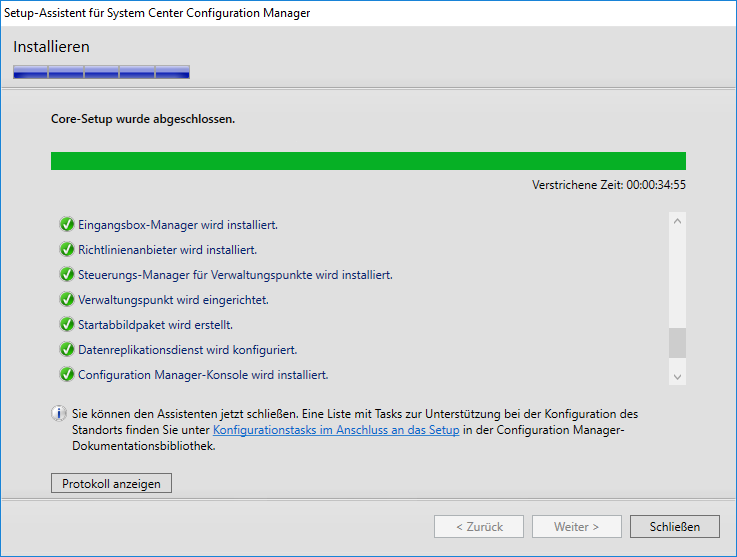 Setup-Assistent für System Center Configuration Manager
Installieren
Core-Setup wurde abgeschlossen.
Verstrichene Zeit: 00:00:34:55
Eingangsbox-Manager wird installiert.
Richtlinienanbieter wird installiert.
Steuerungs-Manager für Verwaltungspunkte wird installiert.
Verwaltungspunkt wird eingerichtet.
Startabbildpaket wird erstellt.
Datenreplikationsdienst wird konfiguriert.
Configuration Manager-Konsole wird installiert.
Sie können den Assistenten jetzt schließen. Eine Liste mit Tasks zur Unterstützung bei der Konfiguration des
Standorts finden Sie unter Konfigurationstasks im Anschluss an das Setup in der Configuration Manager-
Dokumentationsbibliothek.
Protokoll anzeigen
< Zurück
Weiter >
Schließen